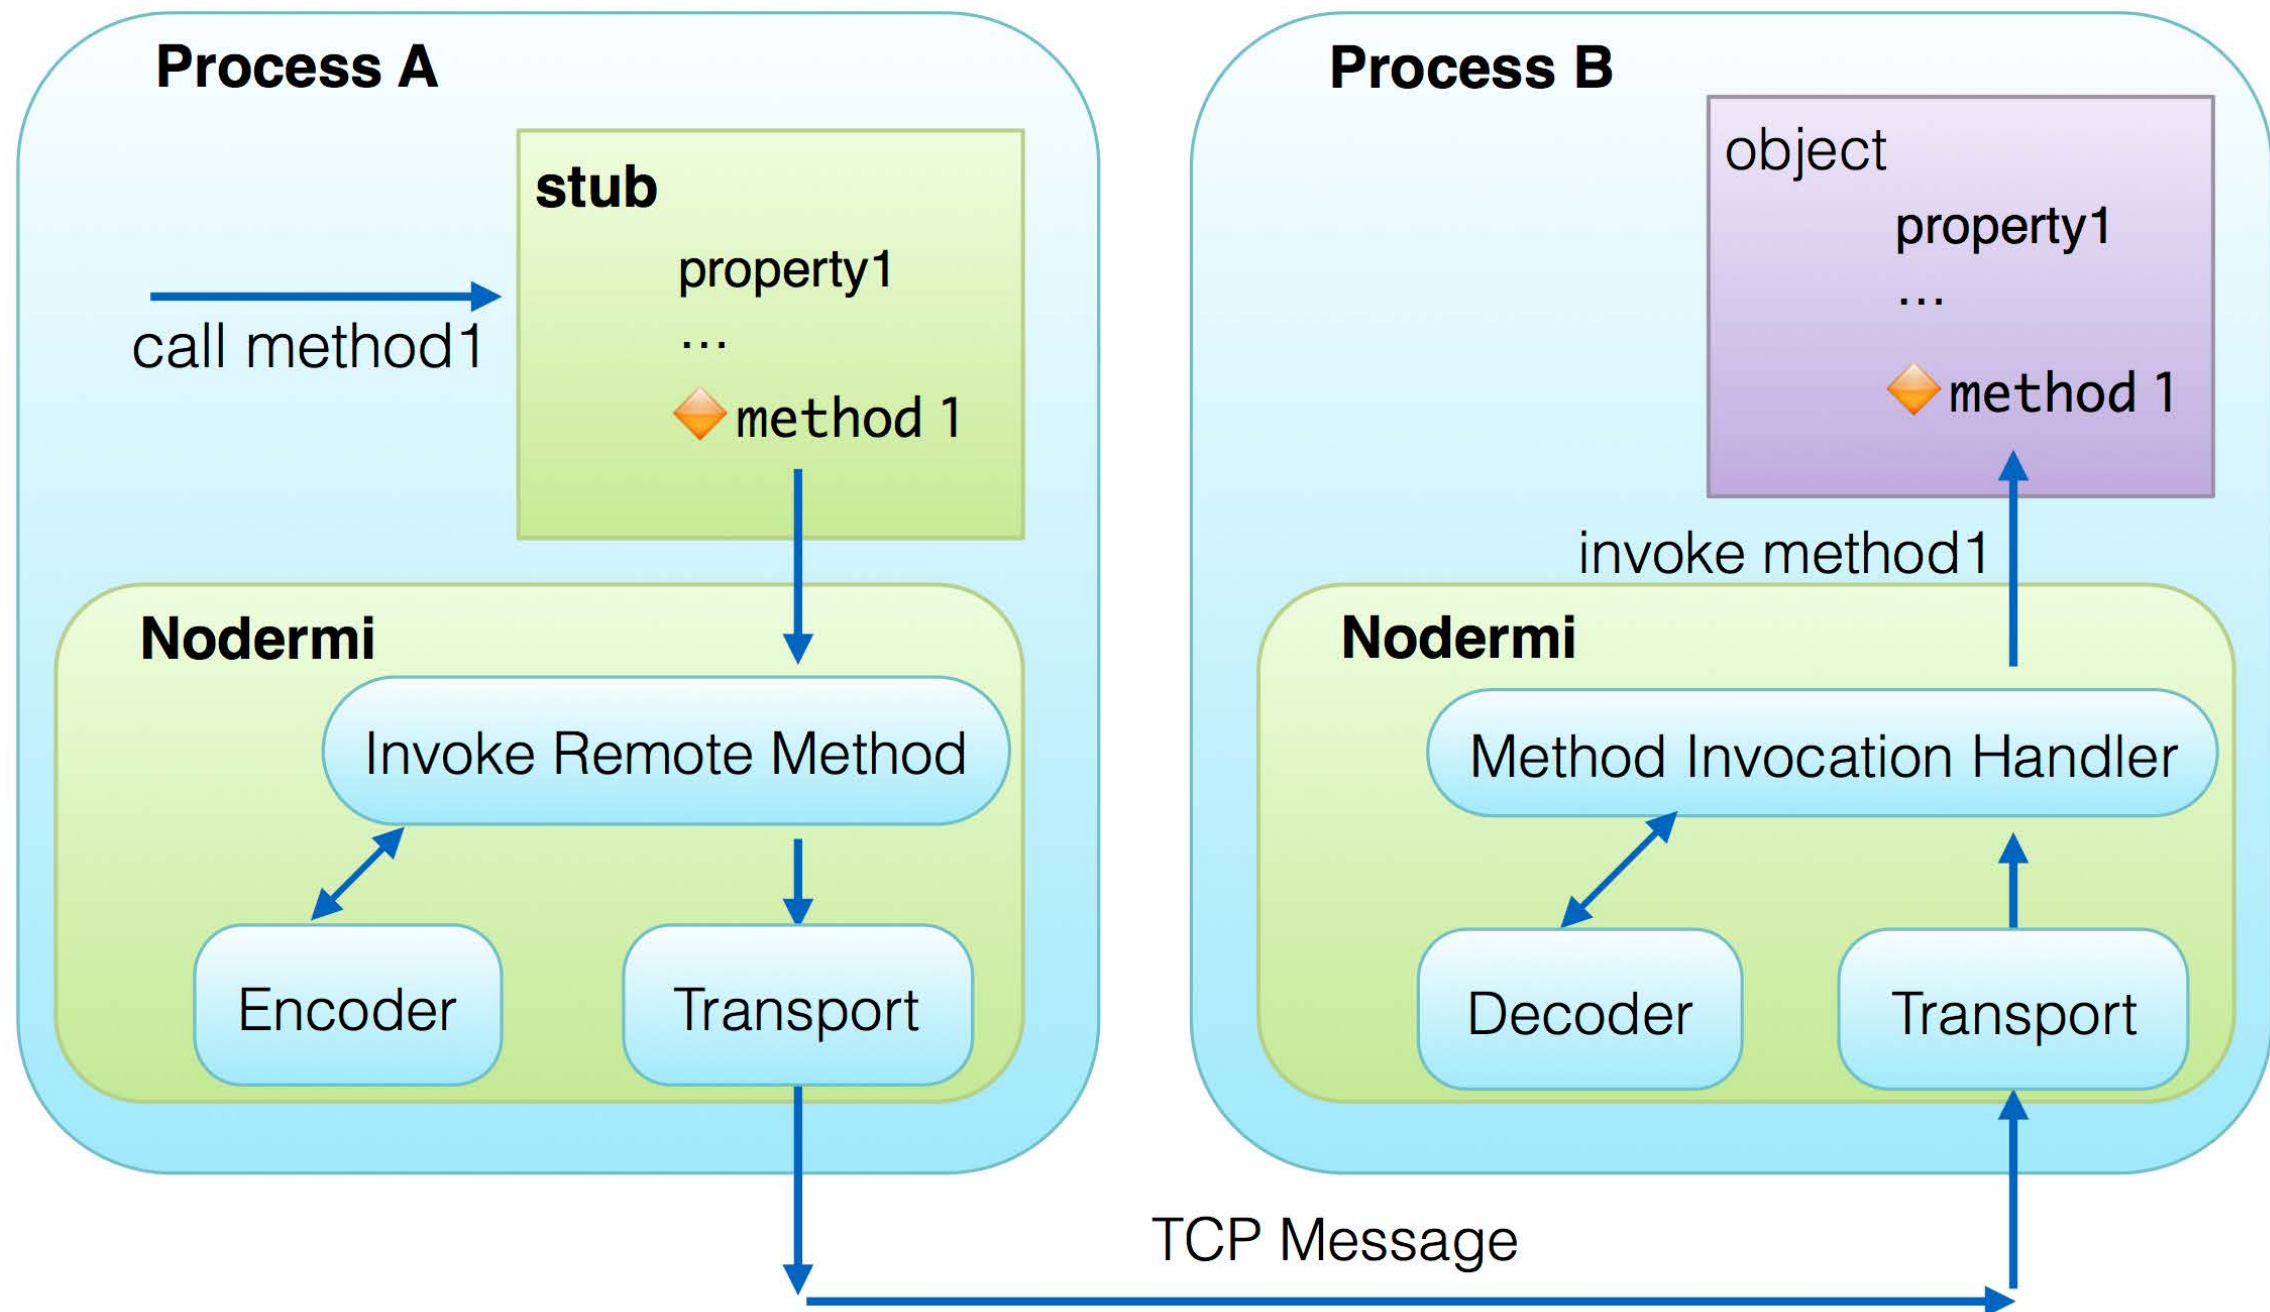 Process A
stub
property1
...
method 1
call method1
Nodermi
Invoke Remote Method
Encoder
Transport
Process B
object
property1
...
method 1
invoke method1
Nodermi
Method Invocation Handler
Decoder
Transport
TCP Message